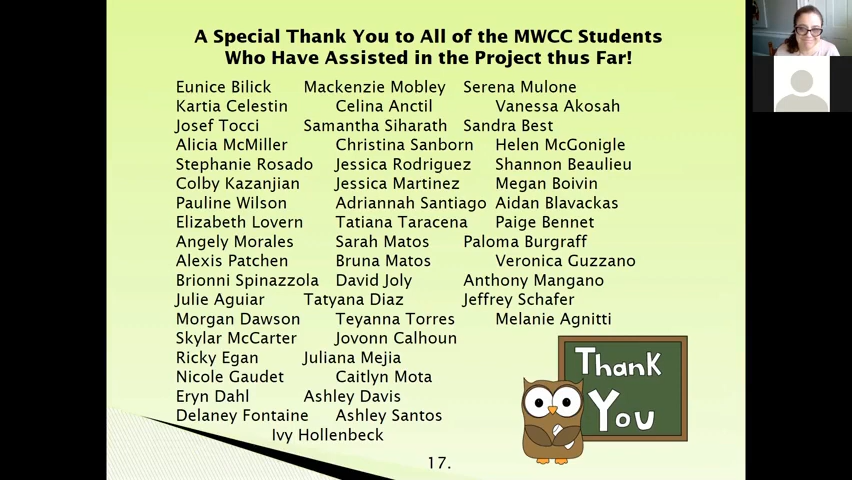 A Special Thank You to All of the MWCC Students
Who Have Assisted in the Project thus Far!
Eunice Bilick Mackenzie Mobley Serena Mulone
Kartia Celestin Celina Anctil Vanessa Akosah
Josef Tocci Samantha Siharath Sandra Best
Alicia McMiller Christina Sanborn Helen McGonigle
Stephanie Rosado Jessica Rodriguez Shannon Beaulieu
Colby Kazanjian Jessica Martinez Megan Boivin
Pauline Wilson Adriannah Santiago Aidan Blavackas
Elizabeth Lovern Tatiana Taracena Paige Bennet
Angely Morales Sarah Matos Paloma Burgraff
Alexis Patchen Bruna Matos Veronica Guzzano
Brionni Spinazzola David Joly Anthony Mangano
Julie Aguiar Tatyana Diaz Jeffrey Schafer
Morgan Dawson Teyanna Torres Melanie Agnitti
Skylar McCarter Jovonn Calhoun
Ricky Egan Juliana Mejia
Nicole Gaudet Caitlyn Mota
Eryn Dahl Ashley Davis
Delaney Fontaine Ashley Santos
Ivy Hollenbeck
Thank
You
17.